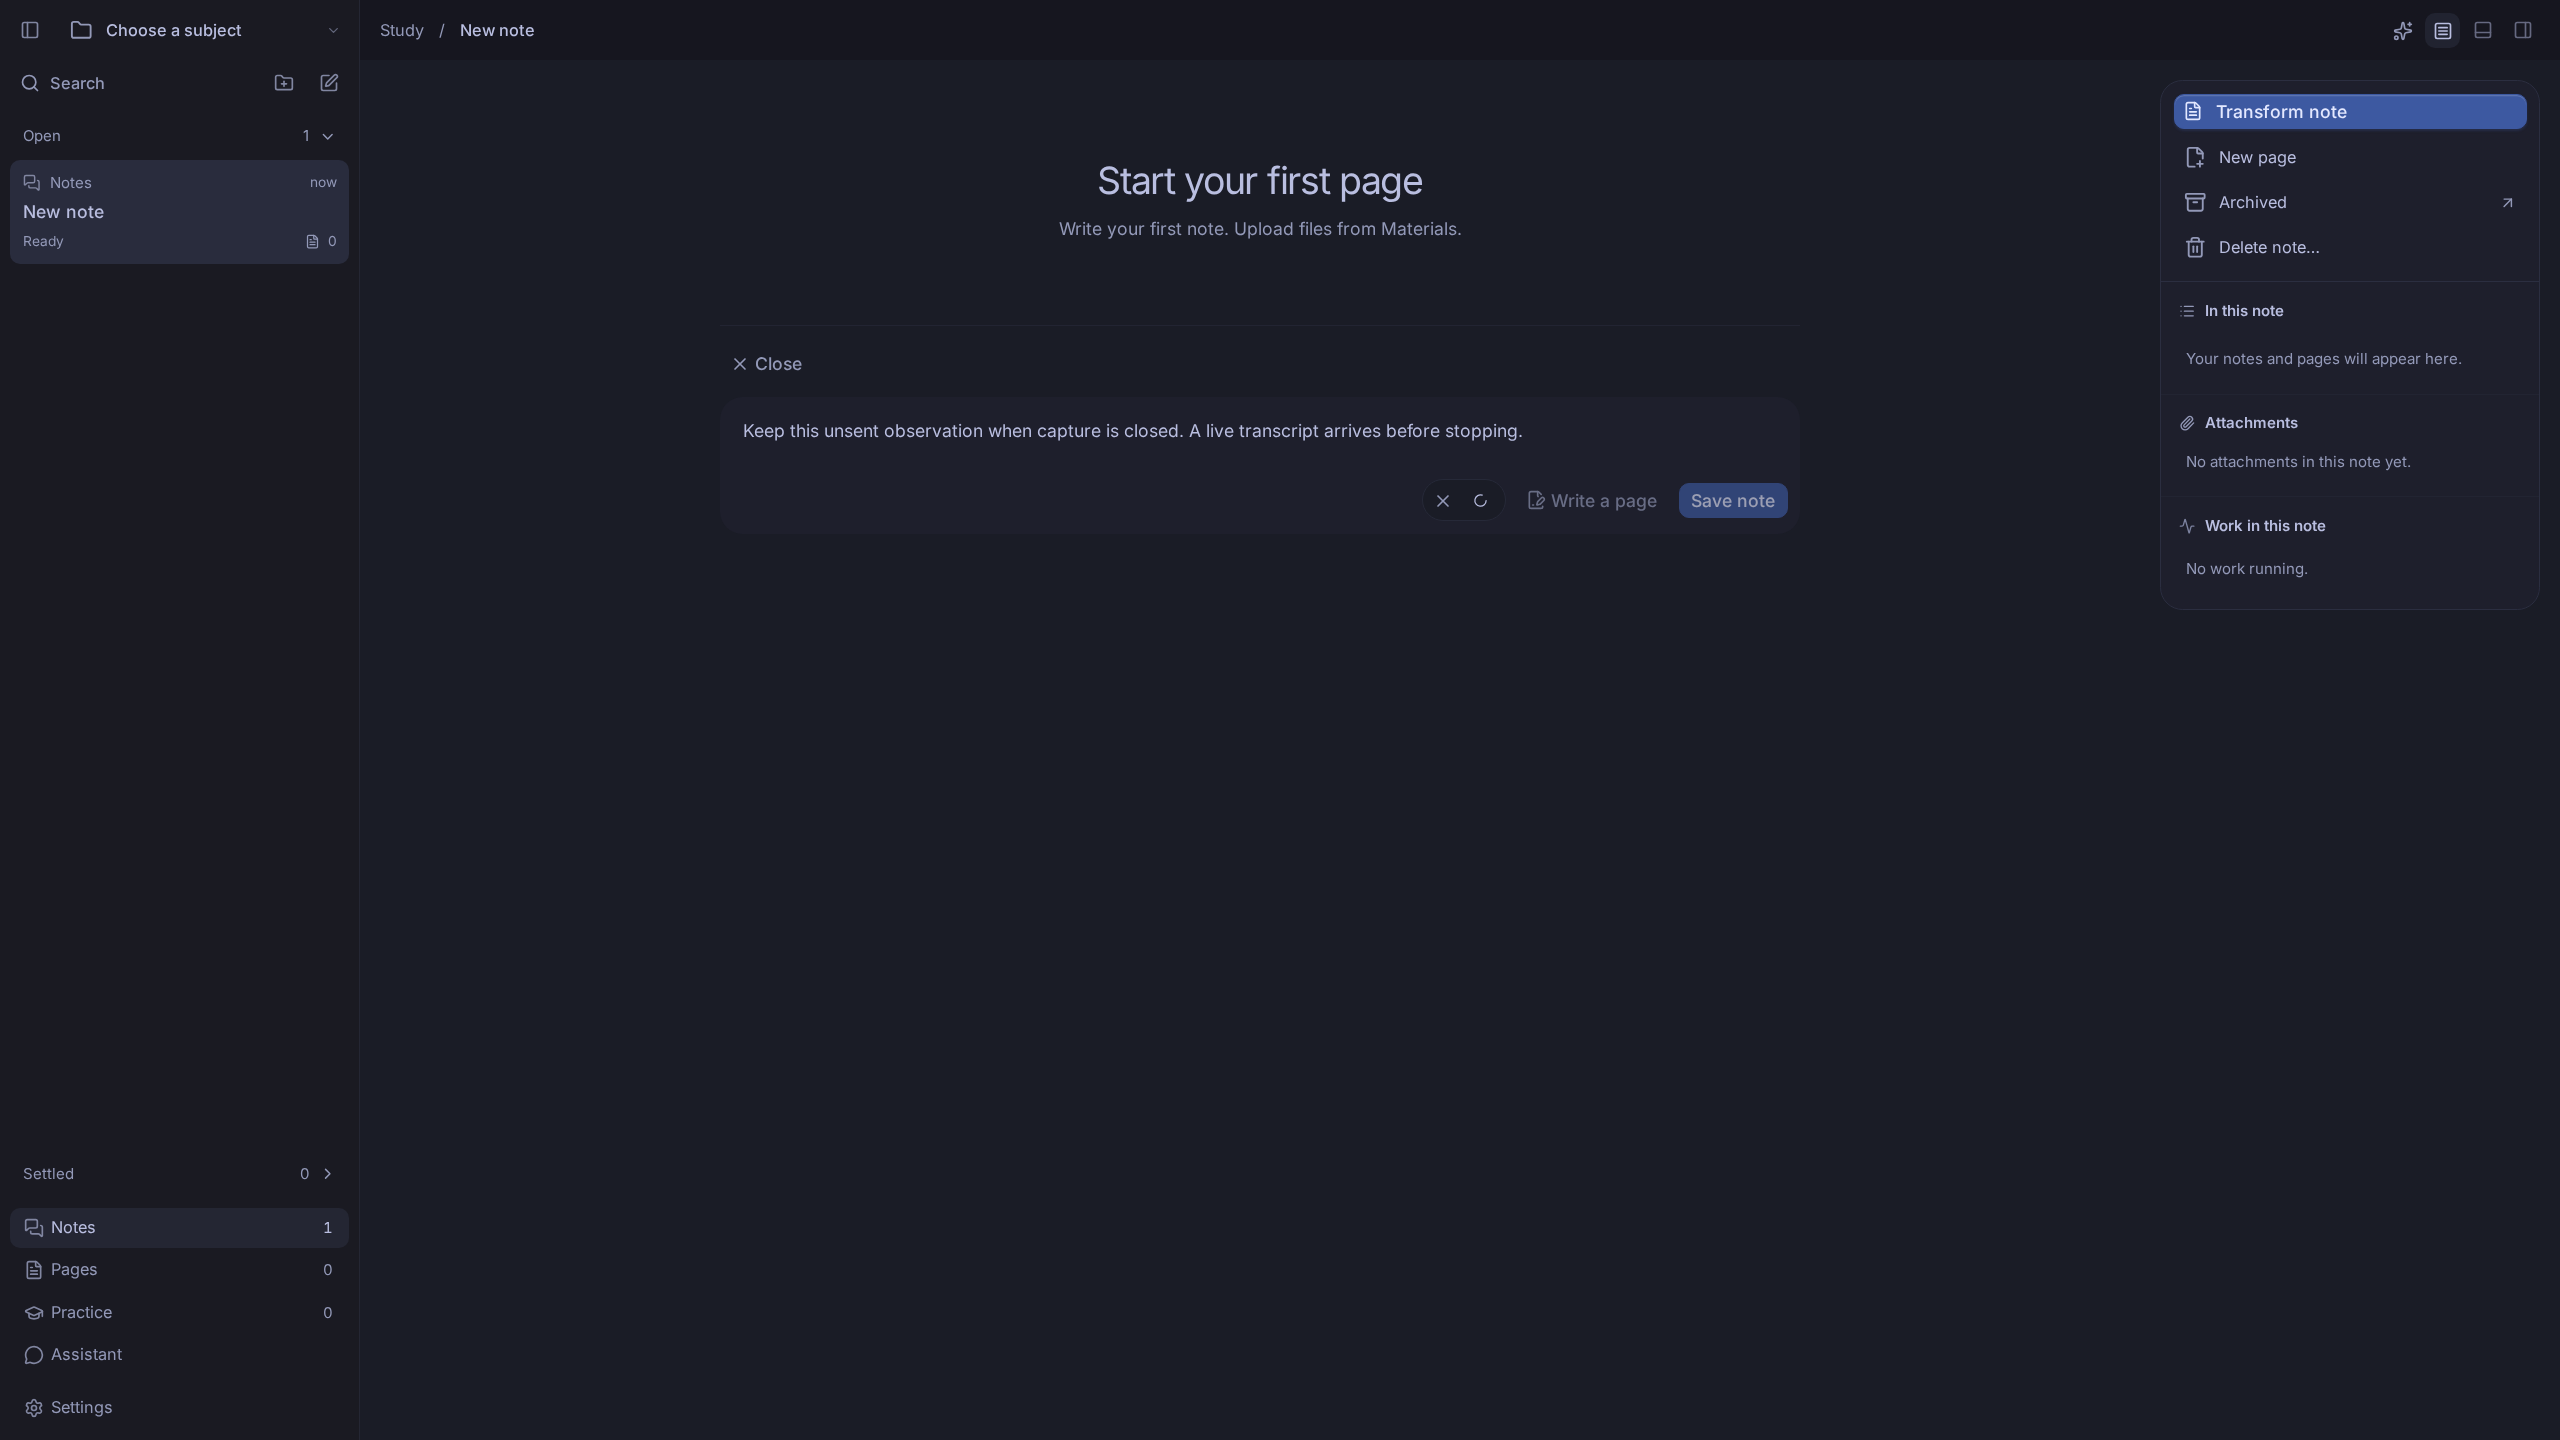 Choose a subject
Search
Open 1
Notes now
New note
Ready 0
Settled 0
Notes 1
Pages 0
Practice 0
Assistant
Settings
Study / New note
Start your first page
Write your first note. Upload files from Materials.
Close
Keep this unsent observation when capture is closed. A live transcript arrives before stopping.
Write a page Save note
Transform note
New page
Archived
Delete note...
In this note
Your notes and pages will appear here.
Attachments
No attachments in this note yet.
Work in this note
No work running.